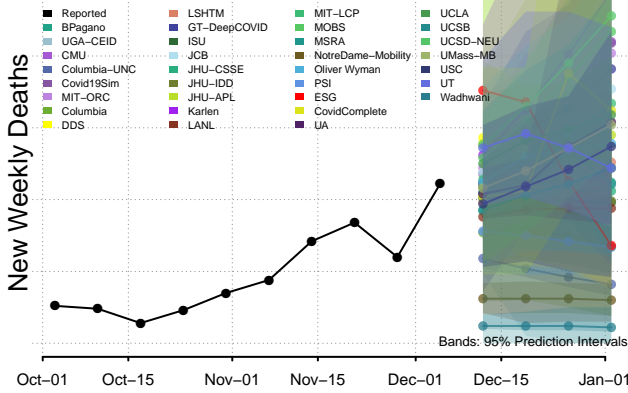 New Weekly Deaths
Reported
BPagano
UGA−CEID
CMU
Columbia−UNC
Covid19Sim
MIT−ORC
Columbia
DDS
LSHTM
GT−DeepCOVID
ISU
JCB
JHU−CSSE
JHU−IDD
JHU−APL
Karlen
LANL
MIT−LCP
MOBS
MSRA
NotreDame−Mobility
Oliver Wyman
PSI
ESG
CovidComplete
UA
UCLA
UCSB
UCSD−NEU
UMass−MB
USC
UT
Wadhwani
Bands: 95% Prediction Intervals
Oct−01 Oct−15 Nov−01 Nov−15 Dec−01 Dec−15 Jan−01